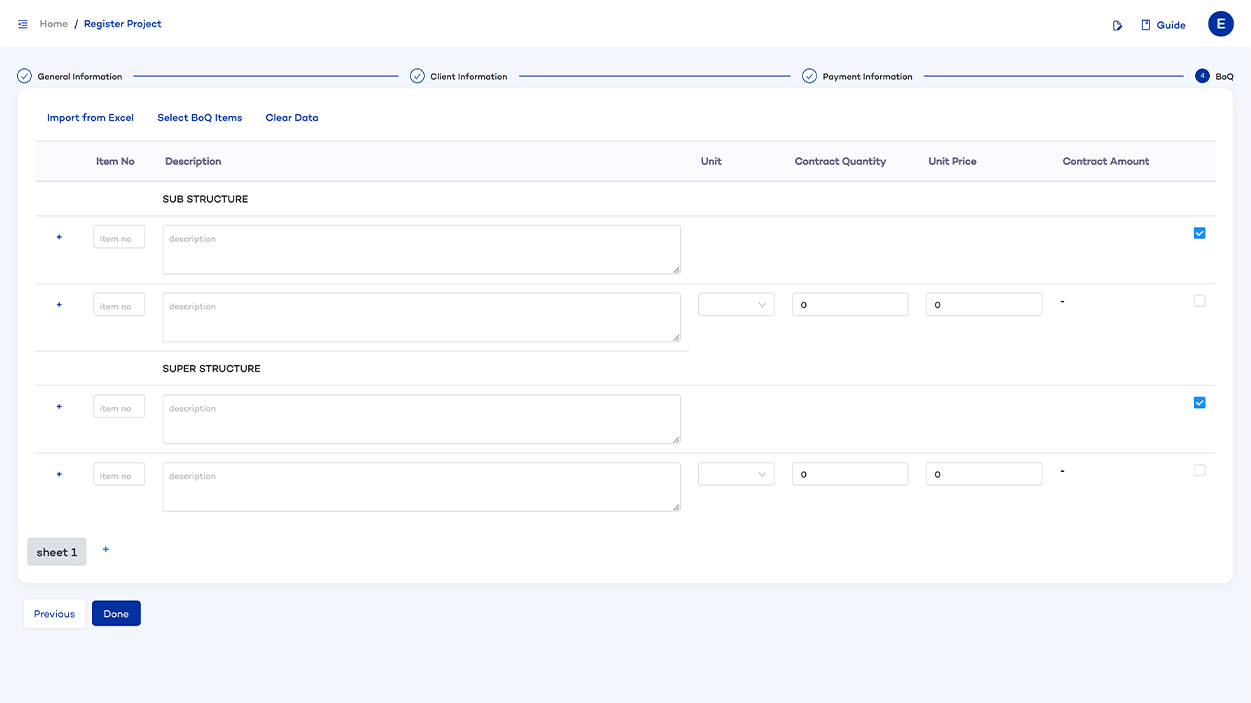 Home / Register Project
Guide
E
General Information
Client Information
Payment Information
4 BoQ
Import from Excel Select BoQ Items Clear Data
Item No Description Unit Contract Quantity Unit Price Contract Amount
SUB STRUCTURE
+ item no description
+ item no description 0 0 -
SUPER STRUCTURE
+ item no description
+ item no description 0 0 -
sheet 1 +
Previous Done